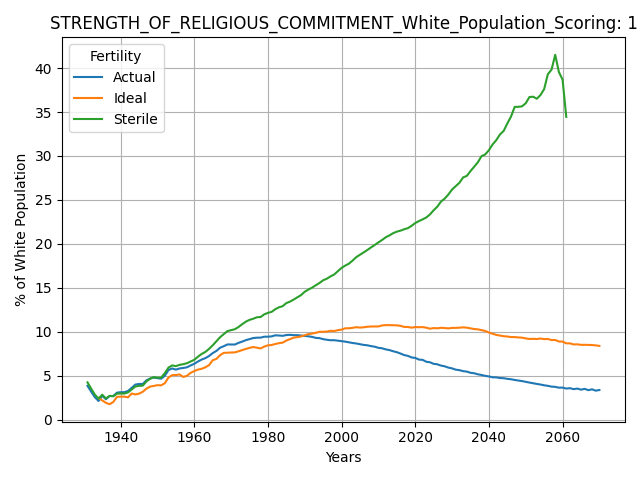 STRENGTH_OF_RELIGIOUS_COMMITMENT_White_Population_Scoring: 1
Fertility
Actual
Ideal
Sterile
% of White Population
40
35
30
25
20
15
10
5
0
1940 1960 1980 2000 2020 2040 2060
Years